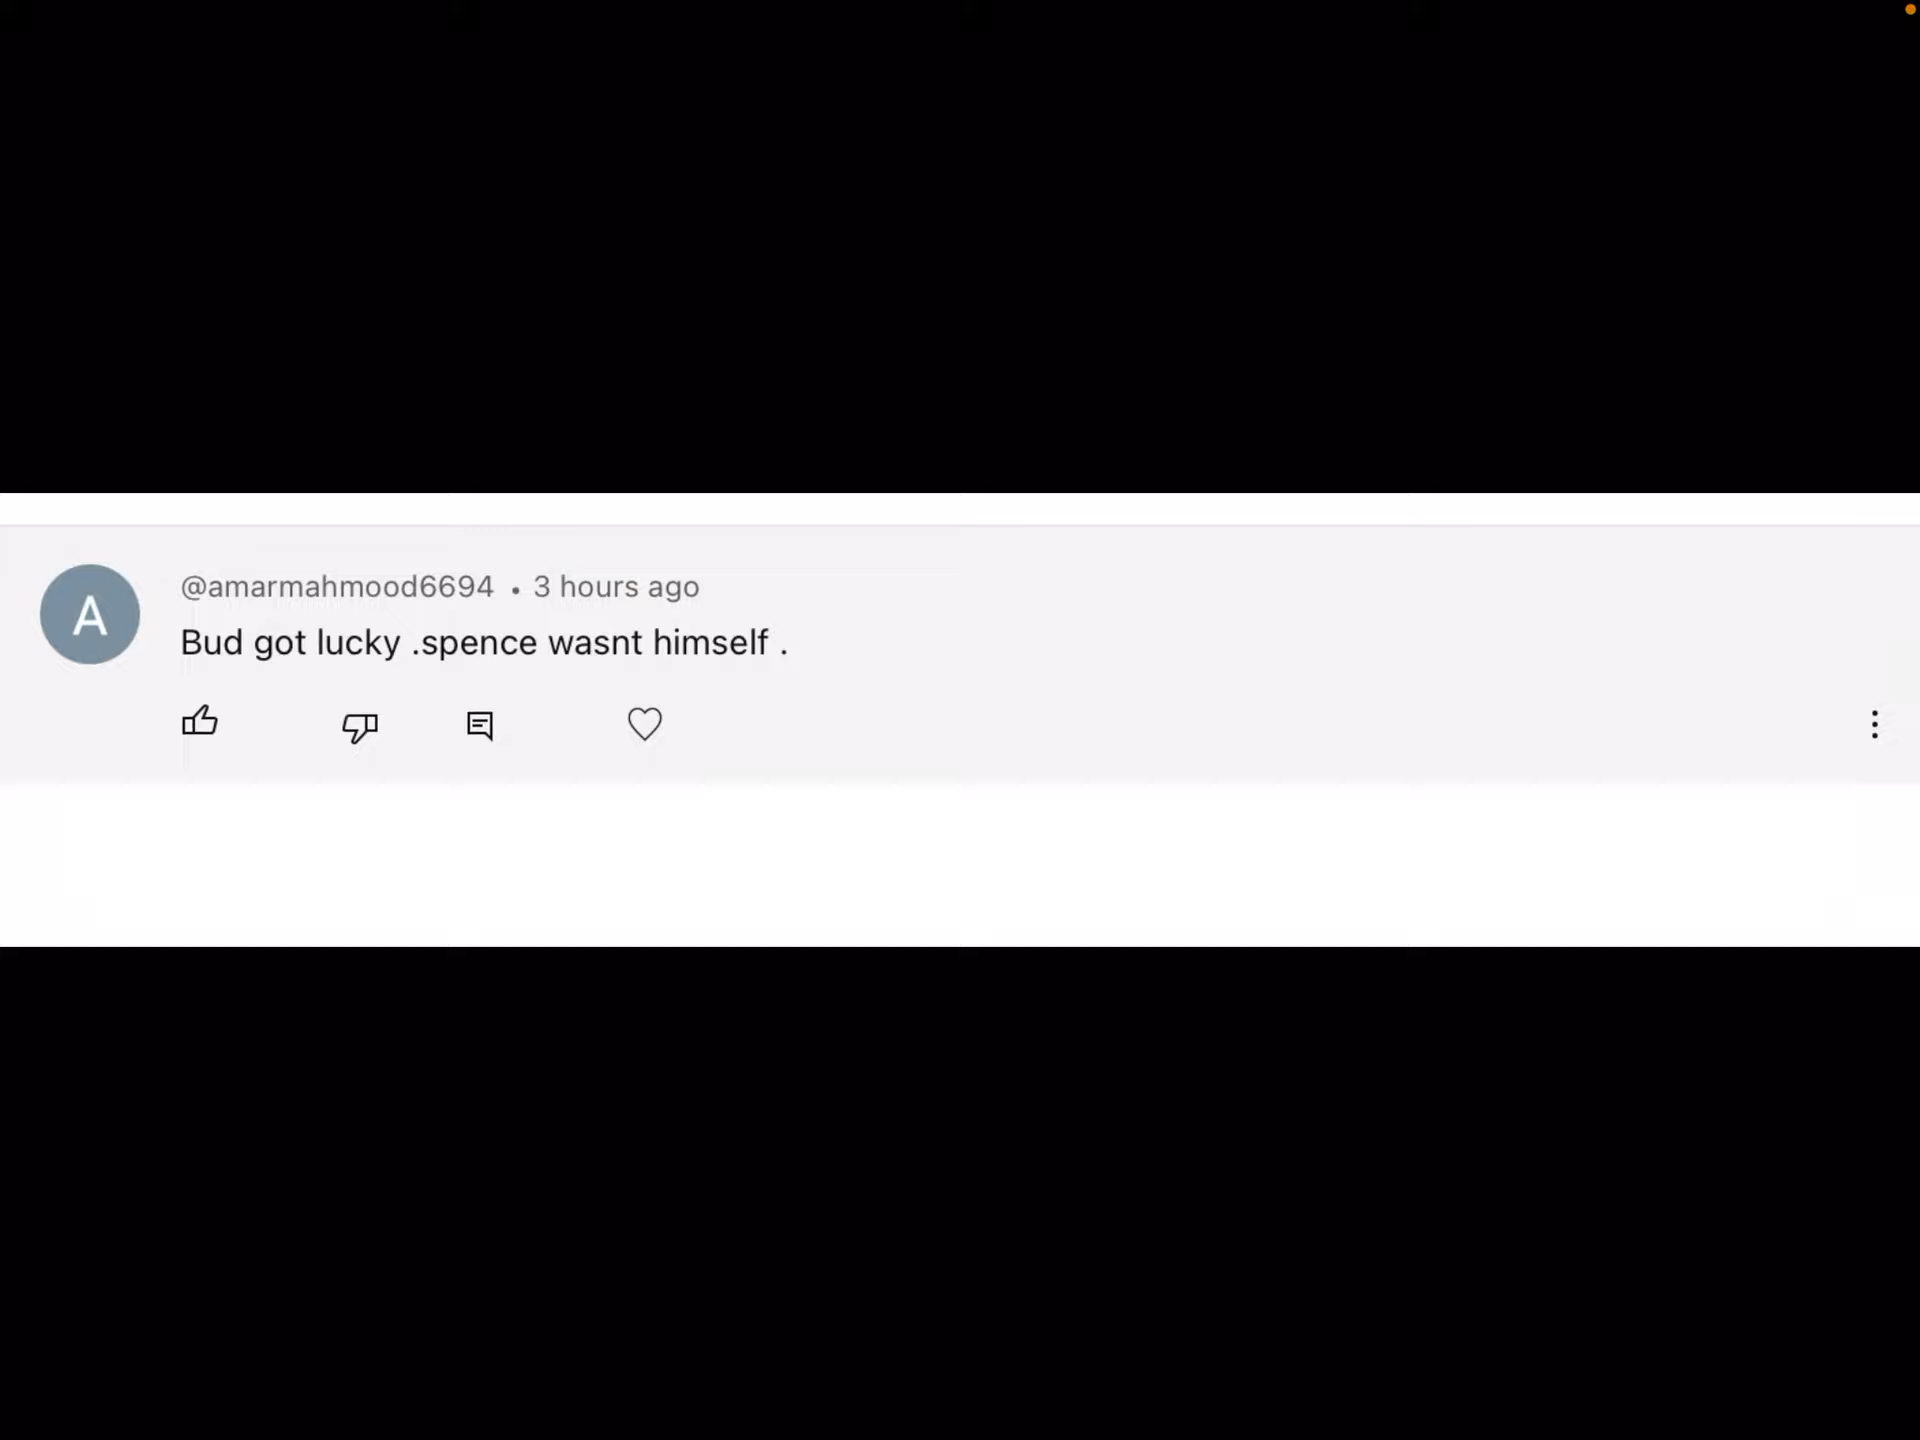 A
@amarmahmood6694 • 3 hours ago
Bud got lucky .spence wasnt himself .